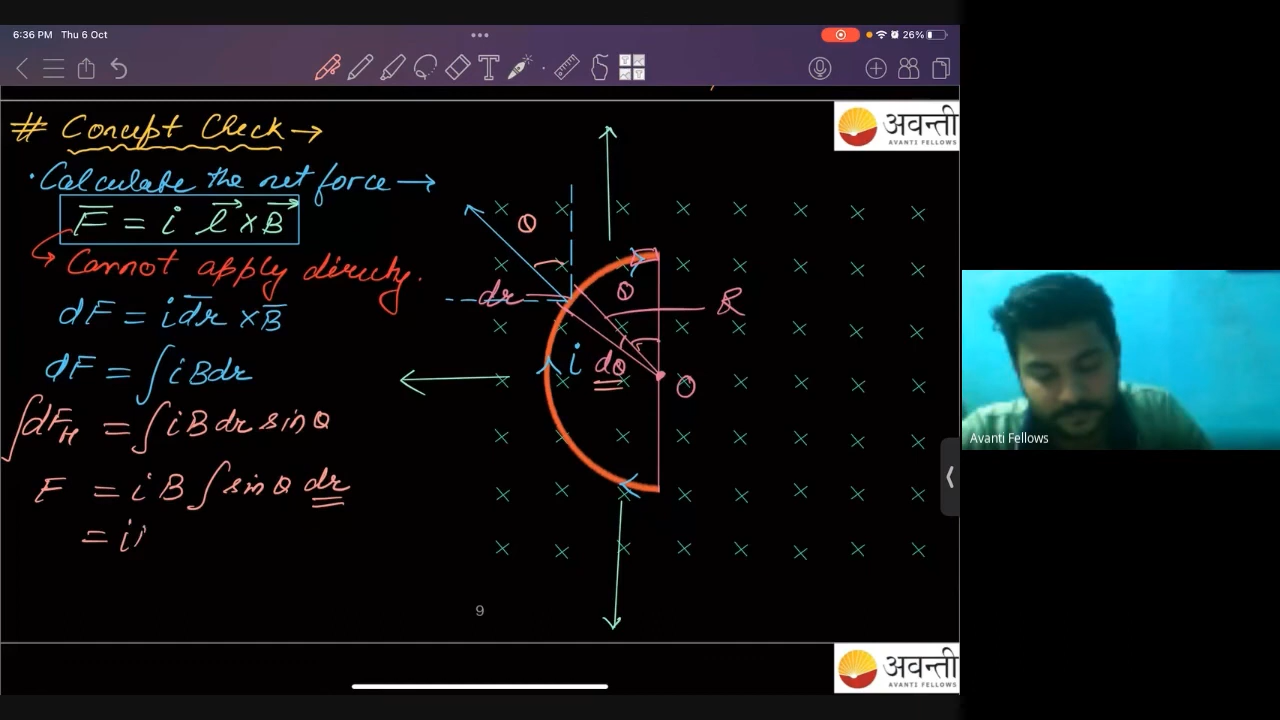 6:36 PM Thu 6 Oct
26%
# Concept Check →
अवन्ती
AVANTI FELLOWS
· Calculate the net force →
F = i l × B
Cannot apply directly.
dF = i dr × B
dF = ∫ i B dr
∫dF_H = ∫ i B dr sin θ
F = i B ∫ sin θ dr
= i
θ
dr
θ
R
i
dθ
O
Avanti Fellows
9
अवन्ती
AVANTI FELLOWS